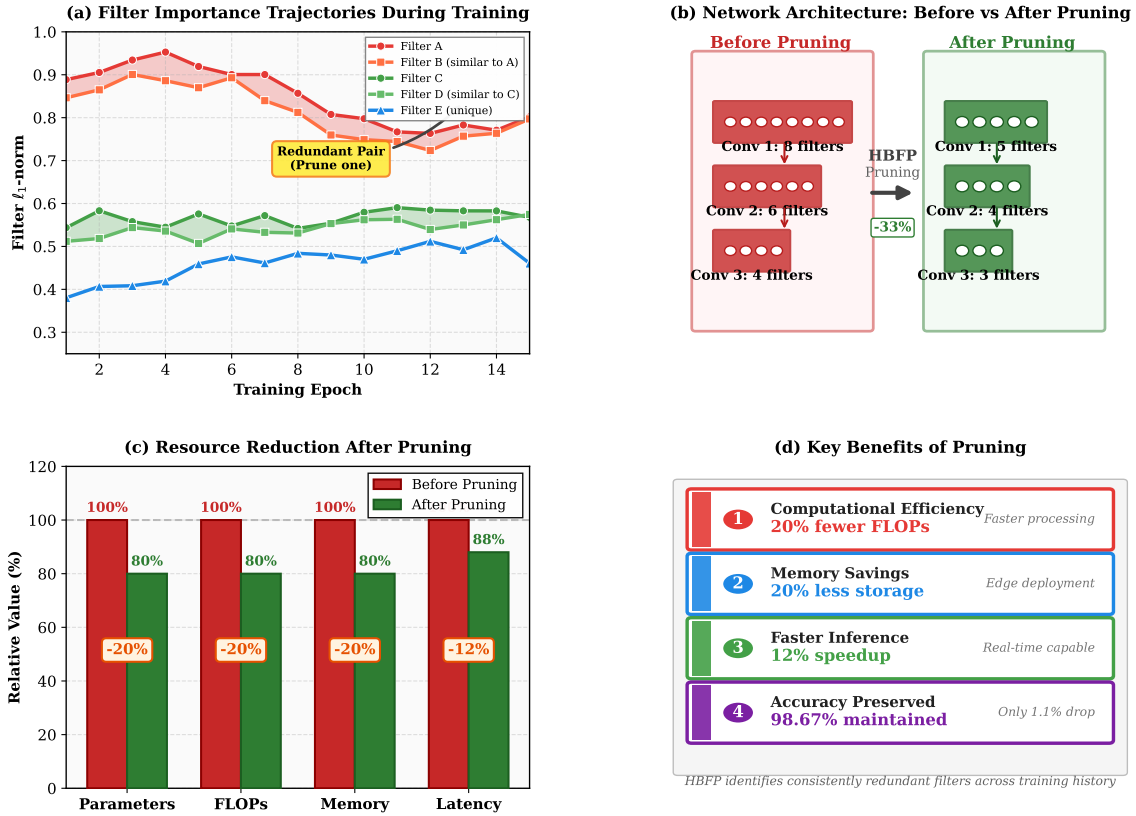 (a) Filter Importance Trajectories During Training
Filter ℓ₁-norm
1.0
0.9
0.8
0.7
0.6
0.5
0.4
0.3
Filter A
Filter B (similar to A)
Filter C
Filter D (similar to C)
Filter E (unique)
Redundant Pair
(Prune one)
2 4 6 8 10 12 14
Training Epoch
(b) Network Architecture: Before vs After Pruning
Before Pruning
After Pruning
Conv 1: 8 filters
Conv 2: 6 filters
Conv 3: 4 filters
HBFP
Pruning
-33%
Conv 1: 5 filters
Conv 2: 4 filters
Conv 3: 3 filters
(c) Resource Reduction After Pruning
Relative Value (%)
120
100
80
60
40
20
0
Before Pruning
After Pruning
100% 100% 100%
80% 80% 80% 88%
-20% -20% -20% -12%
Parameters FLOPs Memory Latency
(d) Key Benefits of Pruning
1
Computational Efficiency
20% fewer FLOPs
Faster processing
2
Memory Savings
20% less storage
Edge deployment
3
Faster Inference
12% speedup
Real-time capable
4
Accuracy Preserved
98.67% maintained
Only 1.1% drop
HBFP identifies consistently redundant filters across training history